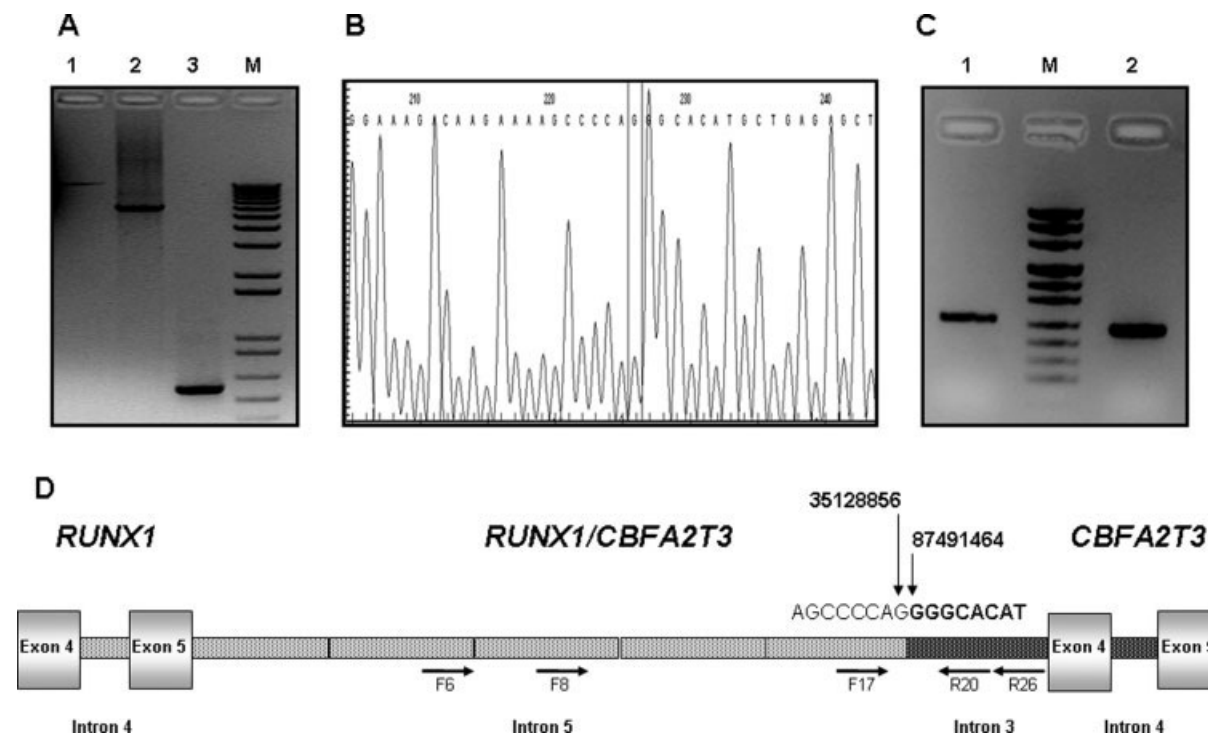 A
B
C
1 2 3 M
1 M 2
210 220 230 240
G G A A A G C A A G A A A A G C C C C A G G G C A C A T G C T G A G A G C T
D
35128856
RUNX1
RUNX1/CBFA2T3
87491464
CBFA2T3
AGCCCCAGGGGCACAT
Exon 4
Exon 5
Exon 4
Exon
F6
F8
F17
R20
R26
Intron 4
Intron 5
Intron 3
Intron 4